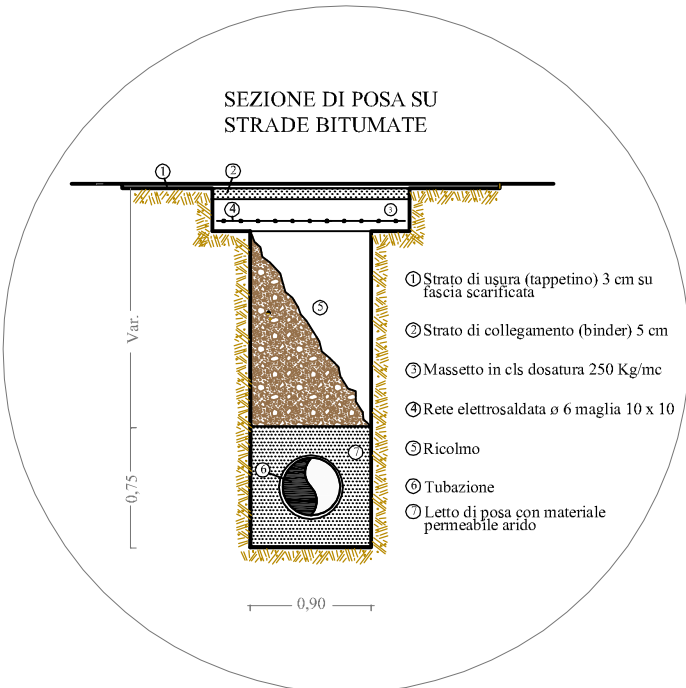 SEZIONE DI POSA SU
STRADE BITUMATE
1
2
4
3
5
7
6
Var.
0,75
0,90
1 Strato di usura (tappetino) 3 cm su
fascia scarificata
2 Strato di collegamento (binder) 5 cm
3 Massetto in cls dosatura 250 Kg/mc
4 Rete elettrosaldata ø 6 maglia 10 x 10
5 Ricolmo
6 Tubazione
7 Letto di posa con materiale
permeabile arido